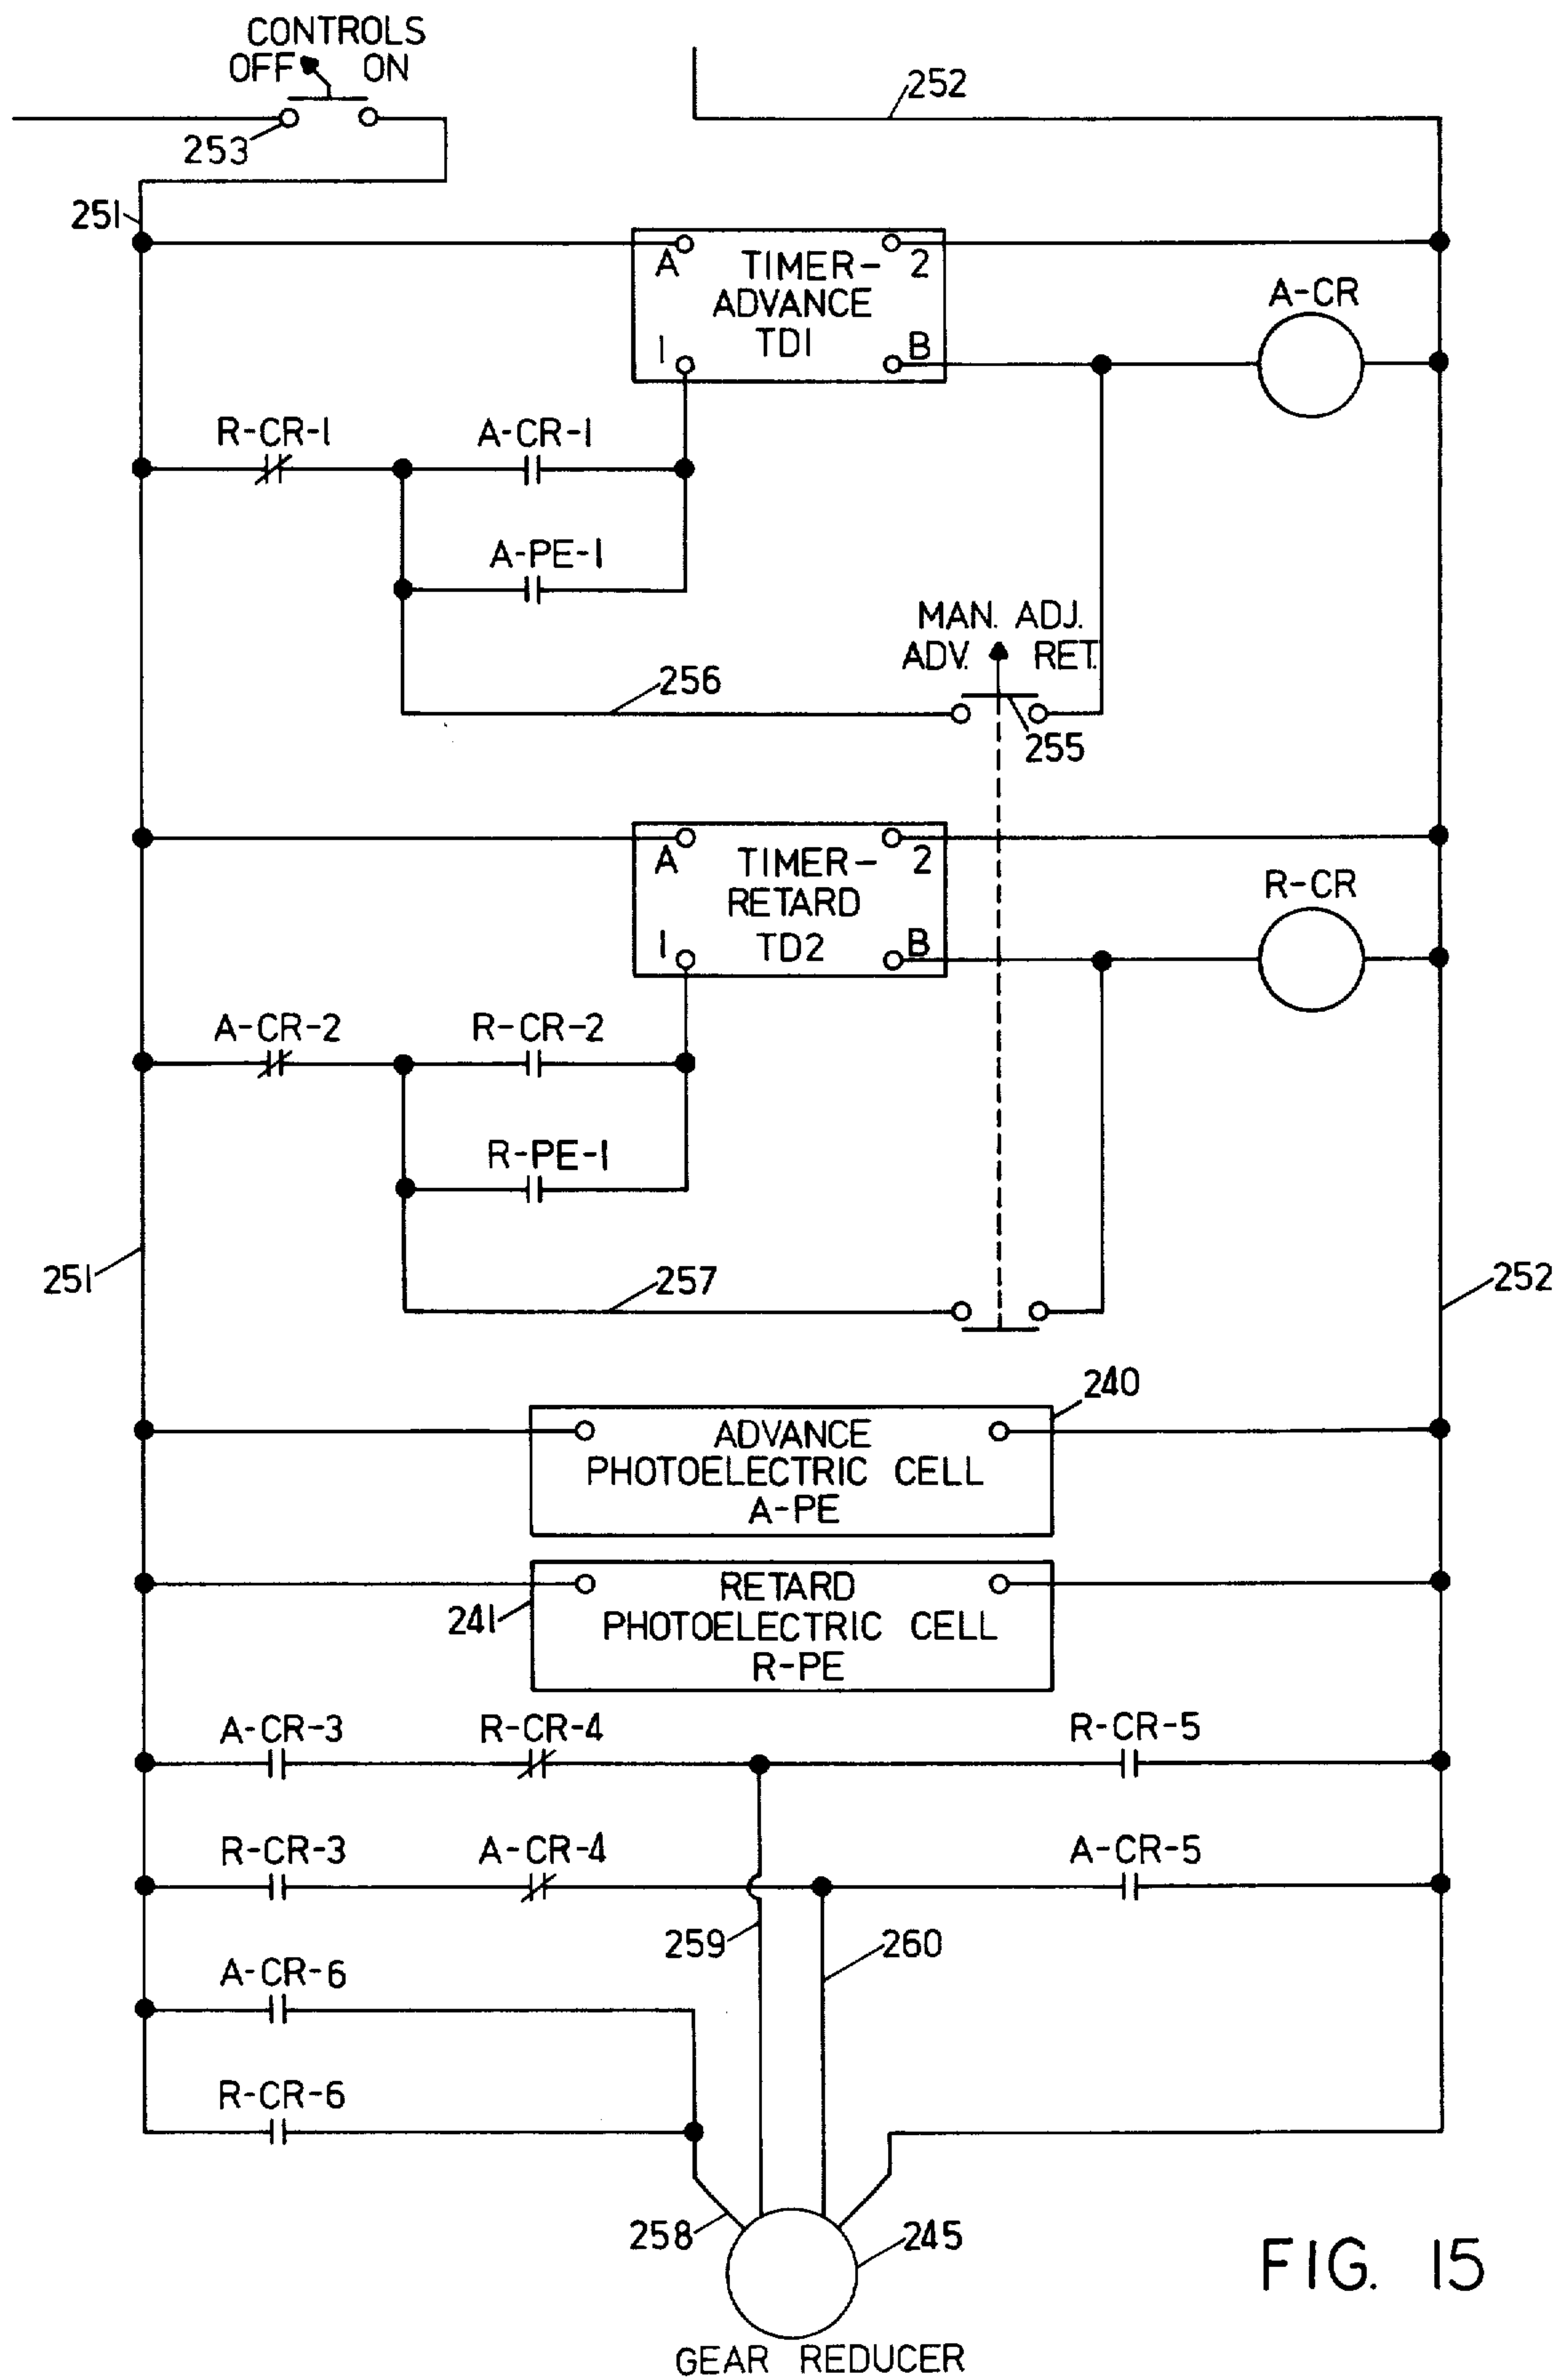 CONTROLS
OFF ON
253
252
251
A TIMER- 2
ADVANCE
1 TD1 B
A-CR
R-CR-1 A-CR-1
A-PE-1
MAN. ADJ.
ADV. RET.
256
255
A TIMER- 2
RETARD
1 TD2 B
R-CR
A-CR-2 R-CR-2
R-PE-1
251
257
252
240
ADVANCE
PHOTOELECTRIC CELL
A-PE
241
RETARD
PHOTOELECTRIC CELL
R-PE
A-CR-3 R-CR-4 R-CR-5
R-CR-3 A-CR-4 A-CR-5
259 260
A-CR-6
R-CR-6
258 245
GEAR REDUCER
FIG. 15